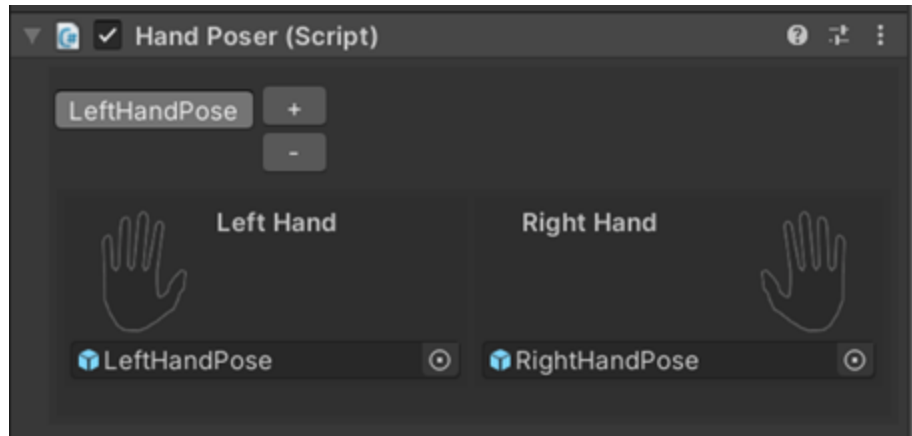 Hand Poser (Script)
LeftHandPose +
-
Left Hand Right Hand
LeftHandPose RightHandPose